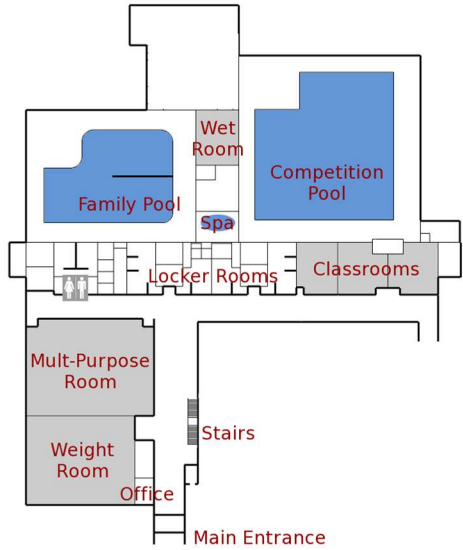 Wet
Room
Competition
Pool
Family Pool
Spa
Locker Rooms
Classrooms
Mult-Purpose
Room
Stairs
Weight
Room
Office
Main Entrance